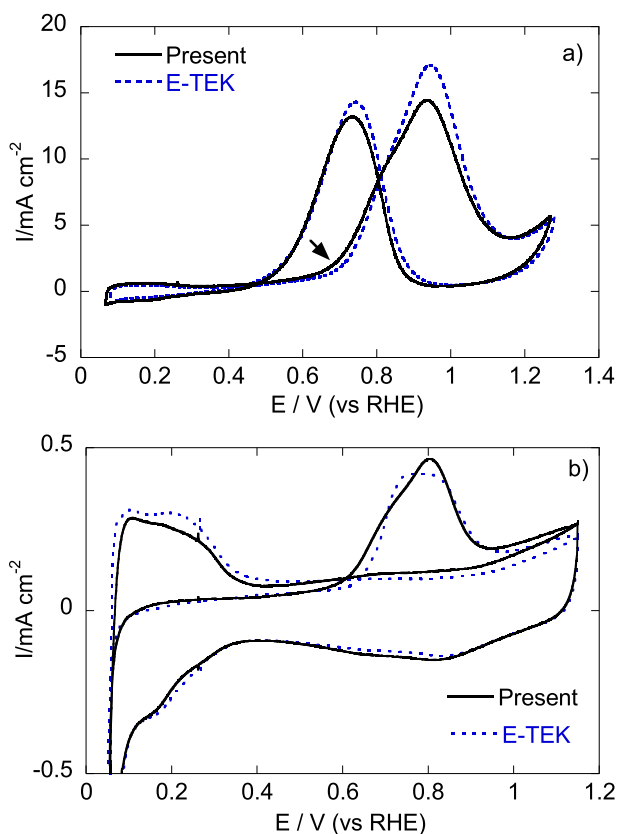 20
15
10
5
0
-5
I/mA cm-2
Present
E-TEK
a)
0 0.2 0.4 0.6 0.8 1 1.2 1.4
E / V (vs RHE)
0.5
0
-0.5
I/mA cm-2
b)
Present
E-TEK
0 0.2 0.4 0.6 0.8 1.0 1.2
E / V (vs RHE)